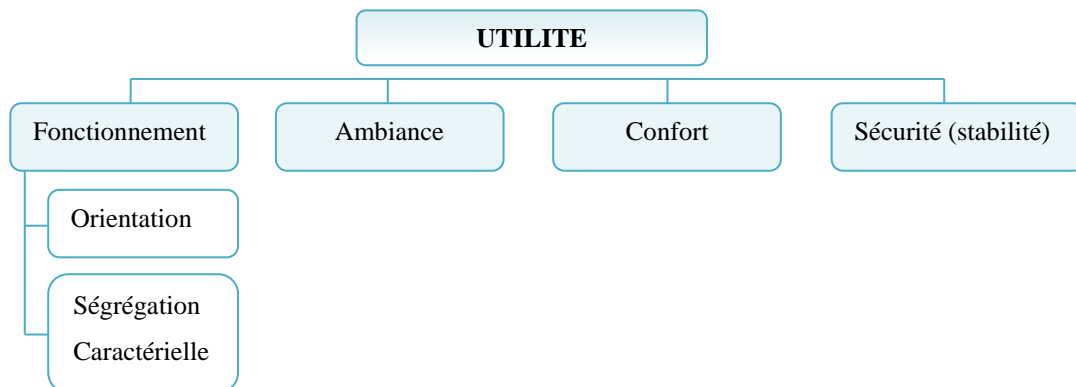 UTILITE
Fonctionnement
Ambiance
Confort
Sécurité (stabilité)
Orientation
Ségrégation
Caractérielle